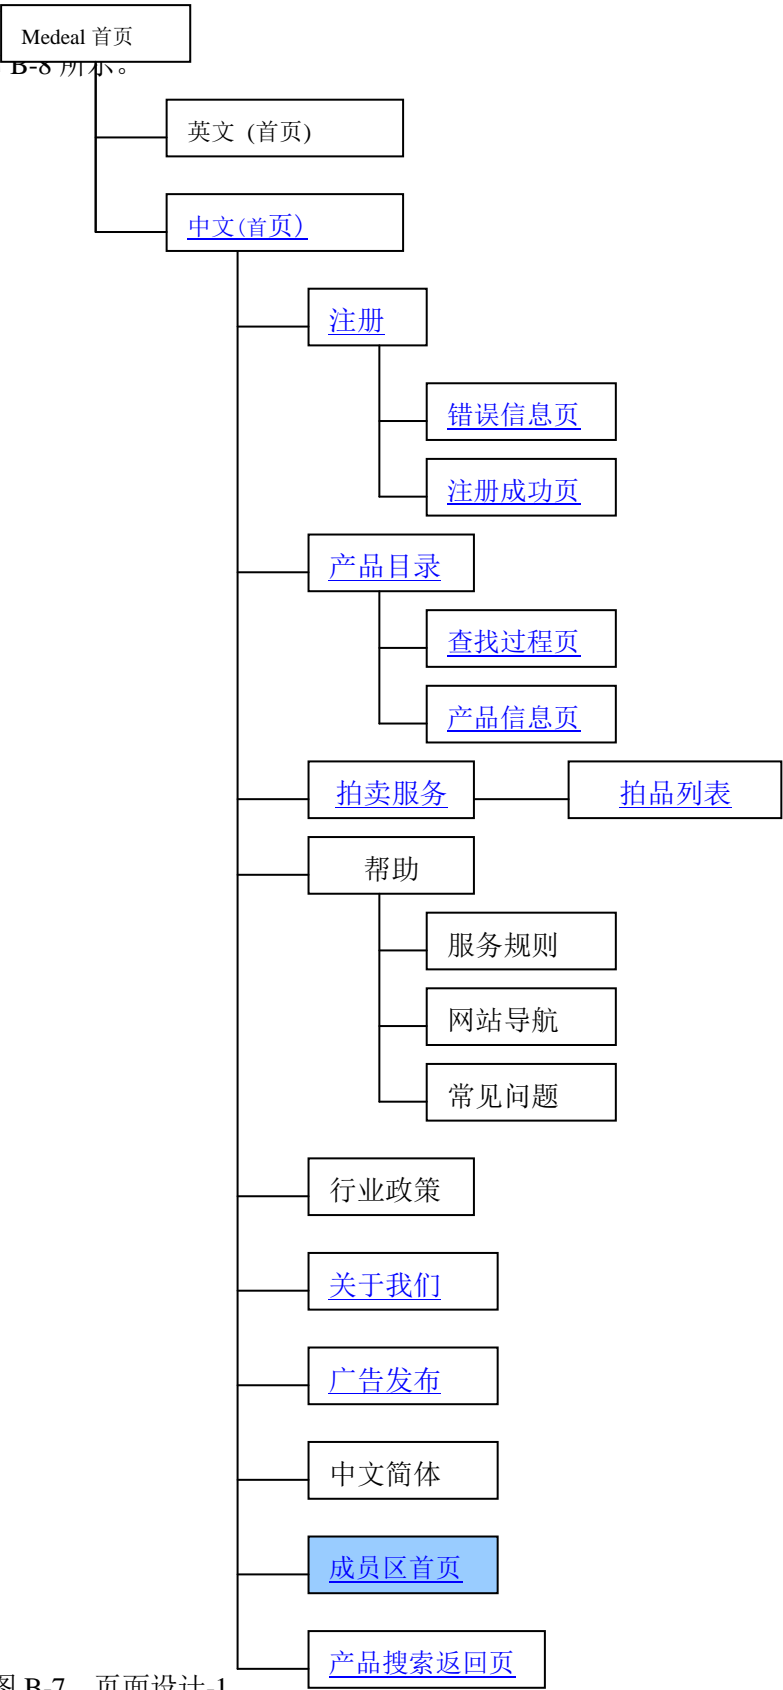 Medeal 首页
B-8 所示。
英文 (首页)
中文(首页)
注册
错误信息页
注册成功页
产品目录
查找过程页
产品信息页
拍卖服务 拍品列表
帮助
服务规则
网站导航
常见问题
行业政策
关于我们
广告发布
中文简体
成员区首页
产品搜索返回页
图 B-7 页面设计-1